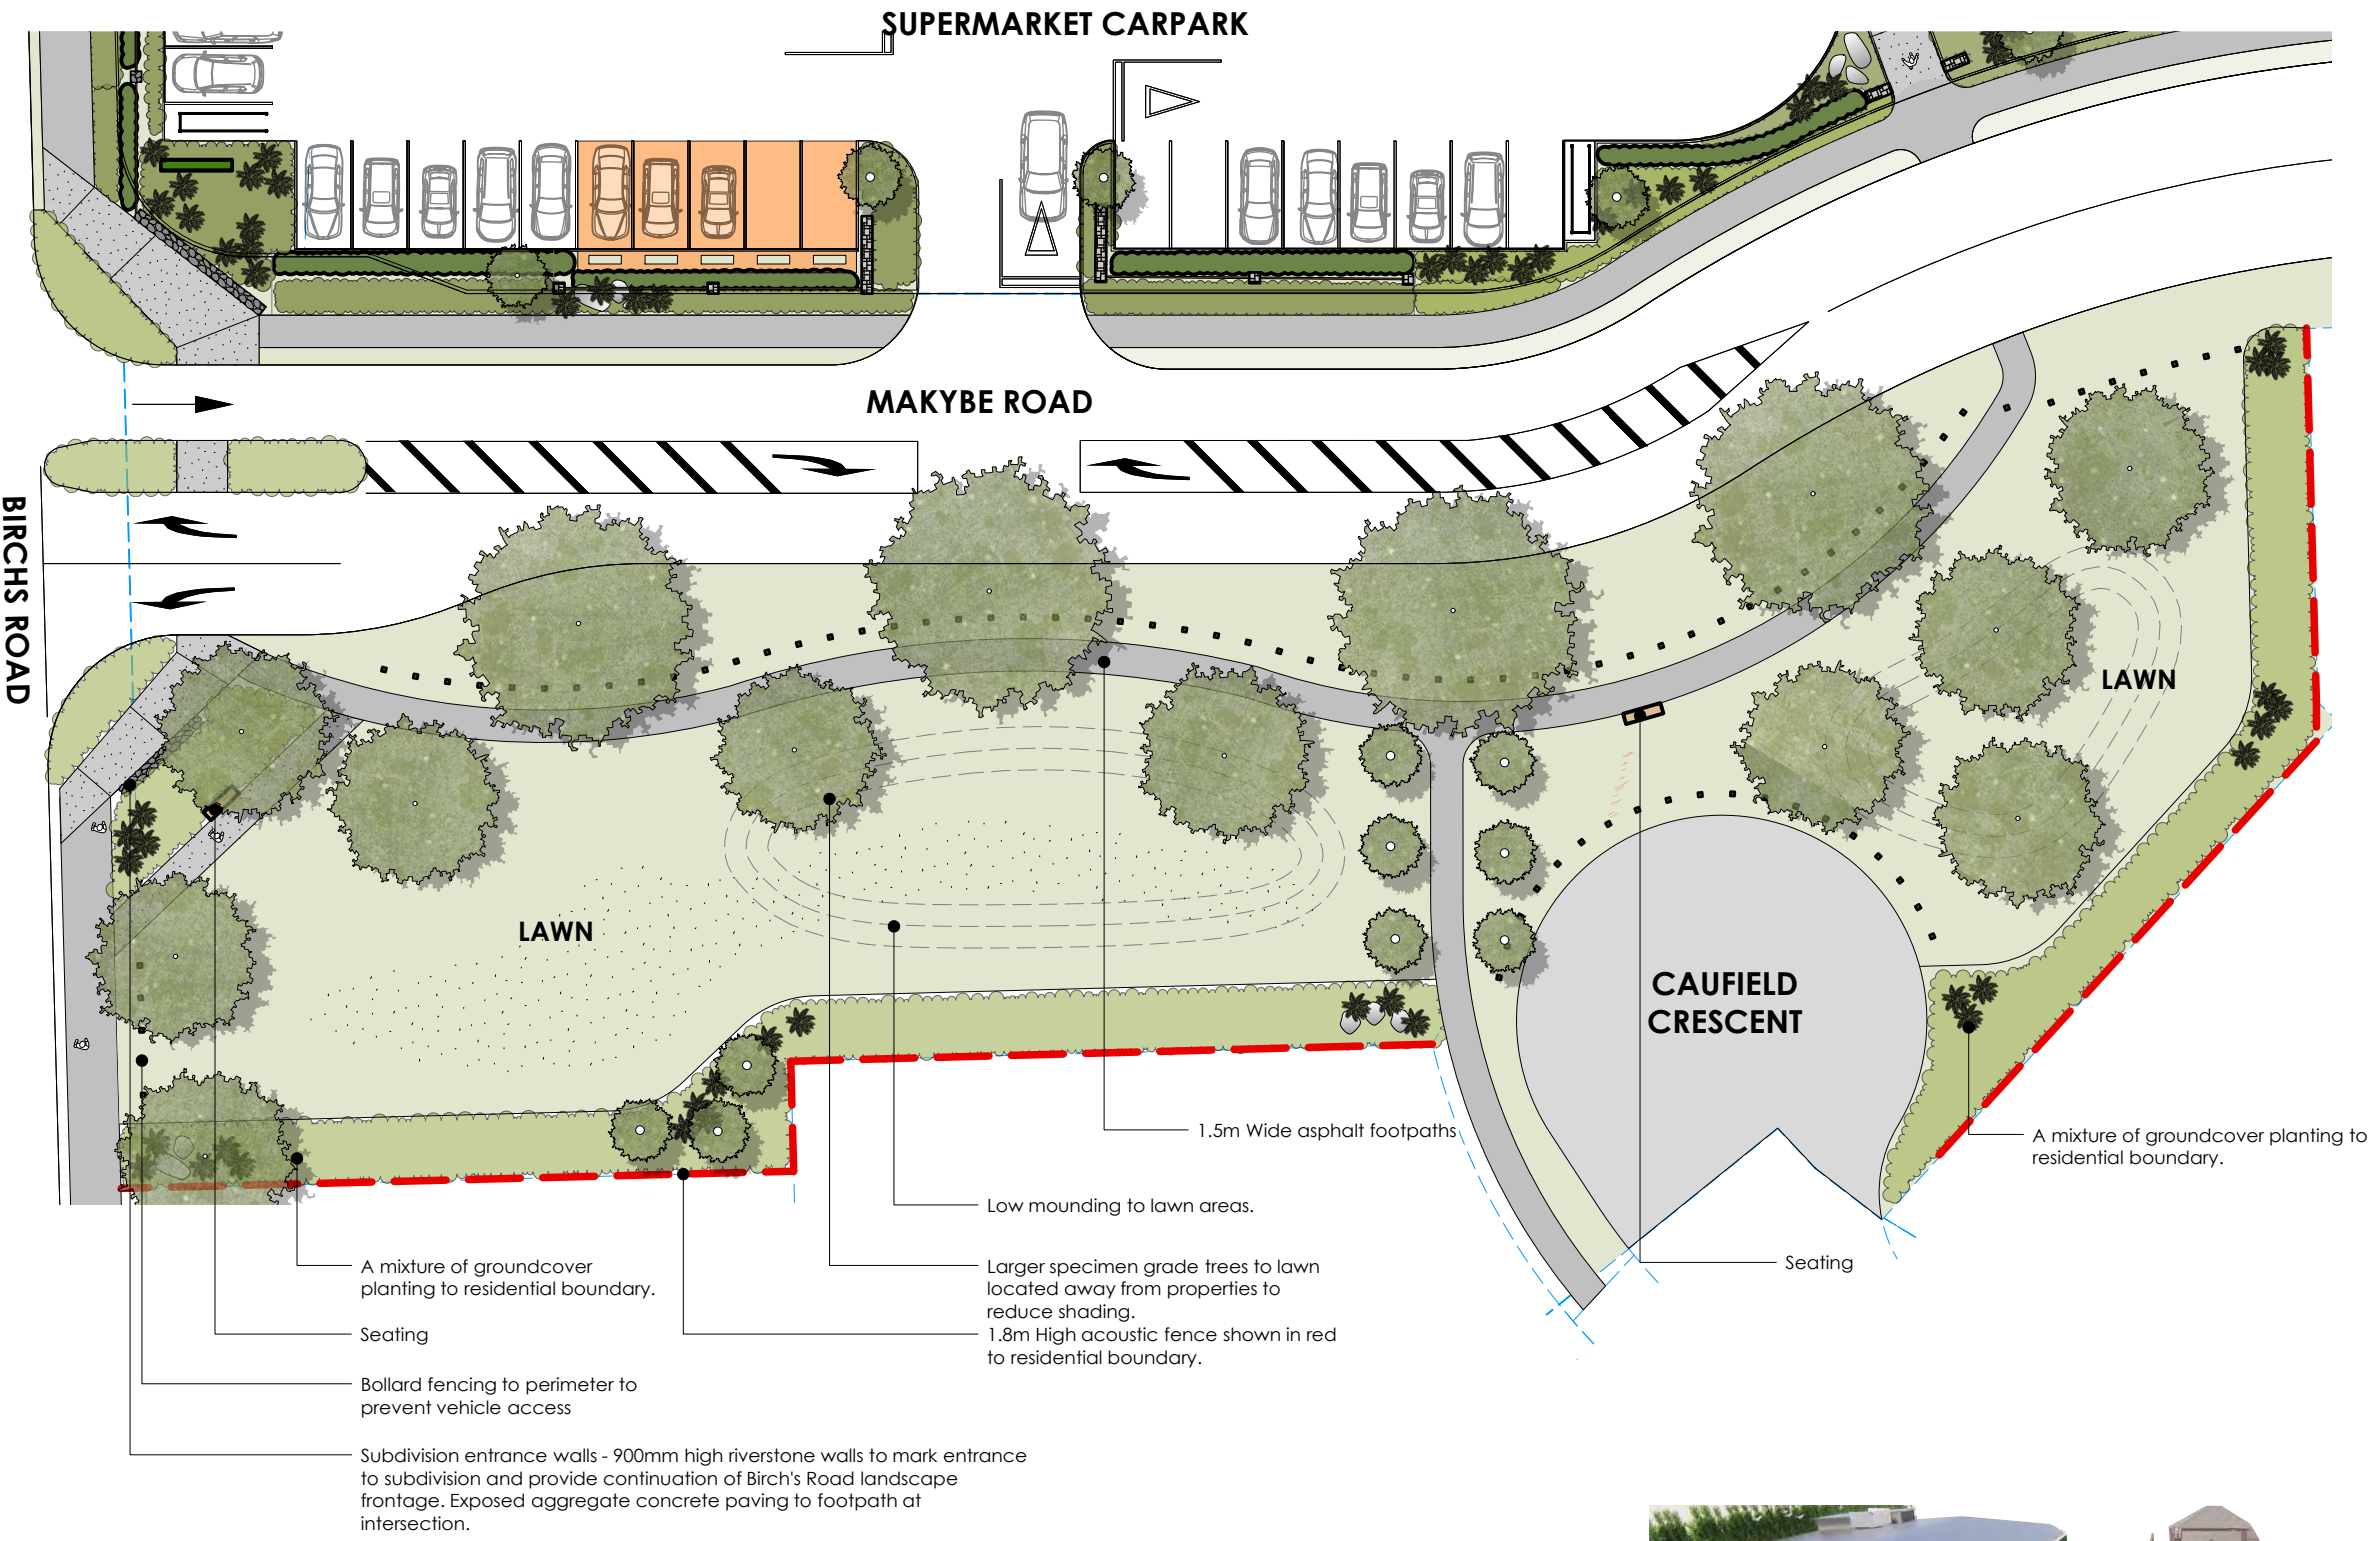 SUPERMARKET CARPARK
MAKYBE ROAD
BIRCHS ROAD
LAWN
LAWN
CAUFIELD
CRESCENT
1.5m Wide asphalt footpaths
A mixture of groundcover planting to
residential boundary.
Low mounding to lawn areas.
A mixture of groundcover
planting to residential boundary.
Larger specimen grade trees to lawn
located away from properties to
reduce shading.
Seating
Seating
1.8m High acoustic fence shown in red
to residential boundary.
Bollard fencing to perimeter to
prevent vehicle access
Subdivision entrance walls - 900mm high riverstone walls to mark entrance
to subdivision and provide continuation of Birch's Road landscape
frontage. Exposed aggregate concrete paving to footpath at
intersection.